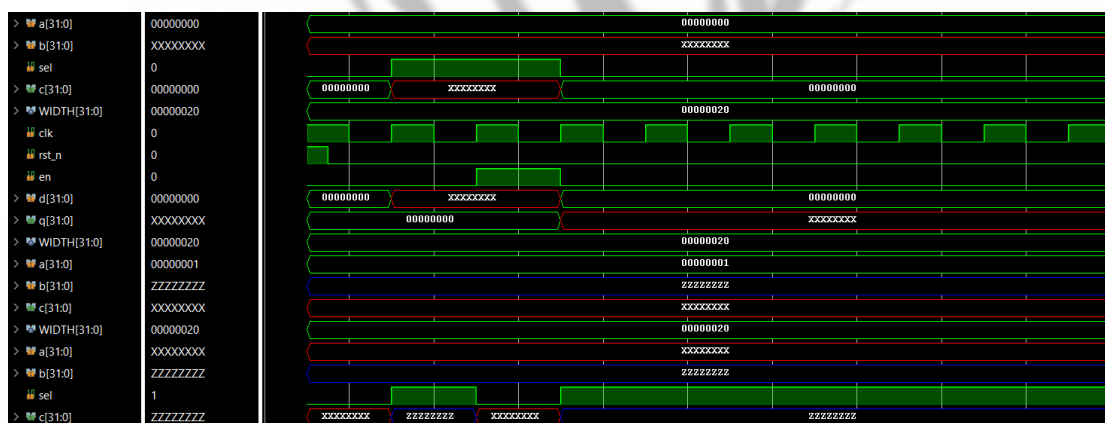 a[31:0] 00000000 00000000
b[31:0] XXXXXXXX XXXXXXXX
sel 0
c[31:0] 00000000 00000000 XXXXXXXX 00000000
WIDTH[31:0] 00000020 00000020
clk 0
rst_n 0
en 0
d[31:0] 00000000 00000000 XXXXXXXX 00000000
q[31:0] XXXXXXXX 00000000 XXXXXXXX
WIDTH[31:0] 00000020 00000020
a[31:0] 00000001 00000001
b[31:0] ZZZZZZZZ ZZZZZZZZ
c[31:0] XXXXXXXX XXXXXXXX
WIDTH[31:0] 00000020 00000020
a[31:0] XXXXXXXX XXXXXXXX
b[31:0] ZZZZZZZZ ZZZZZZZZ
sel 1
c[31:0] ZZZZZZZZ XXXXXXXX ZZZZZZZZ XXXXXXXX ZZZZZZZZ